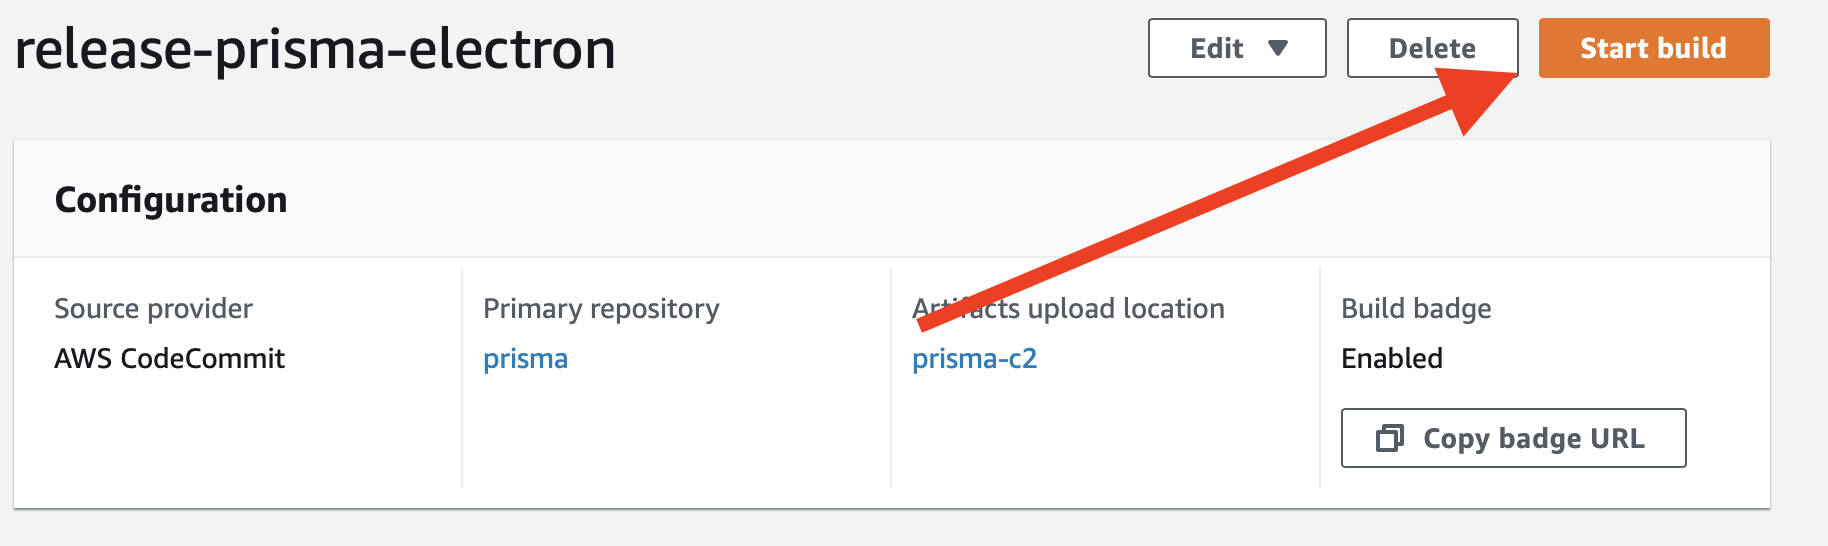 release-prisma-electron
Edit
Delete
Start build
Configuration
Source provider
AWS CodeCommit
Primary repository
prisma
Artifacts upload location
prisma-c2
Build badge
Enabled
Copy badge URL